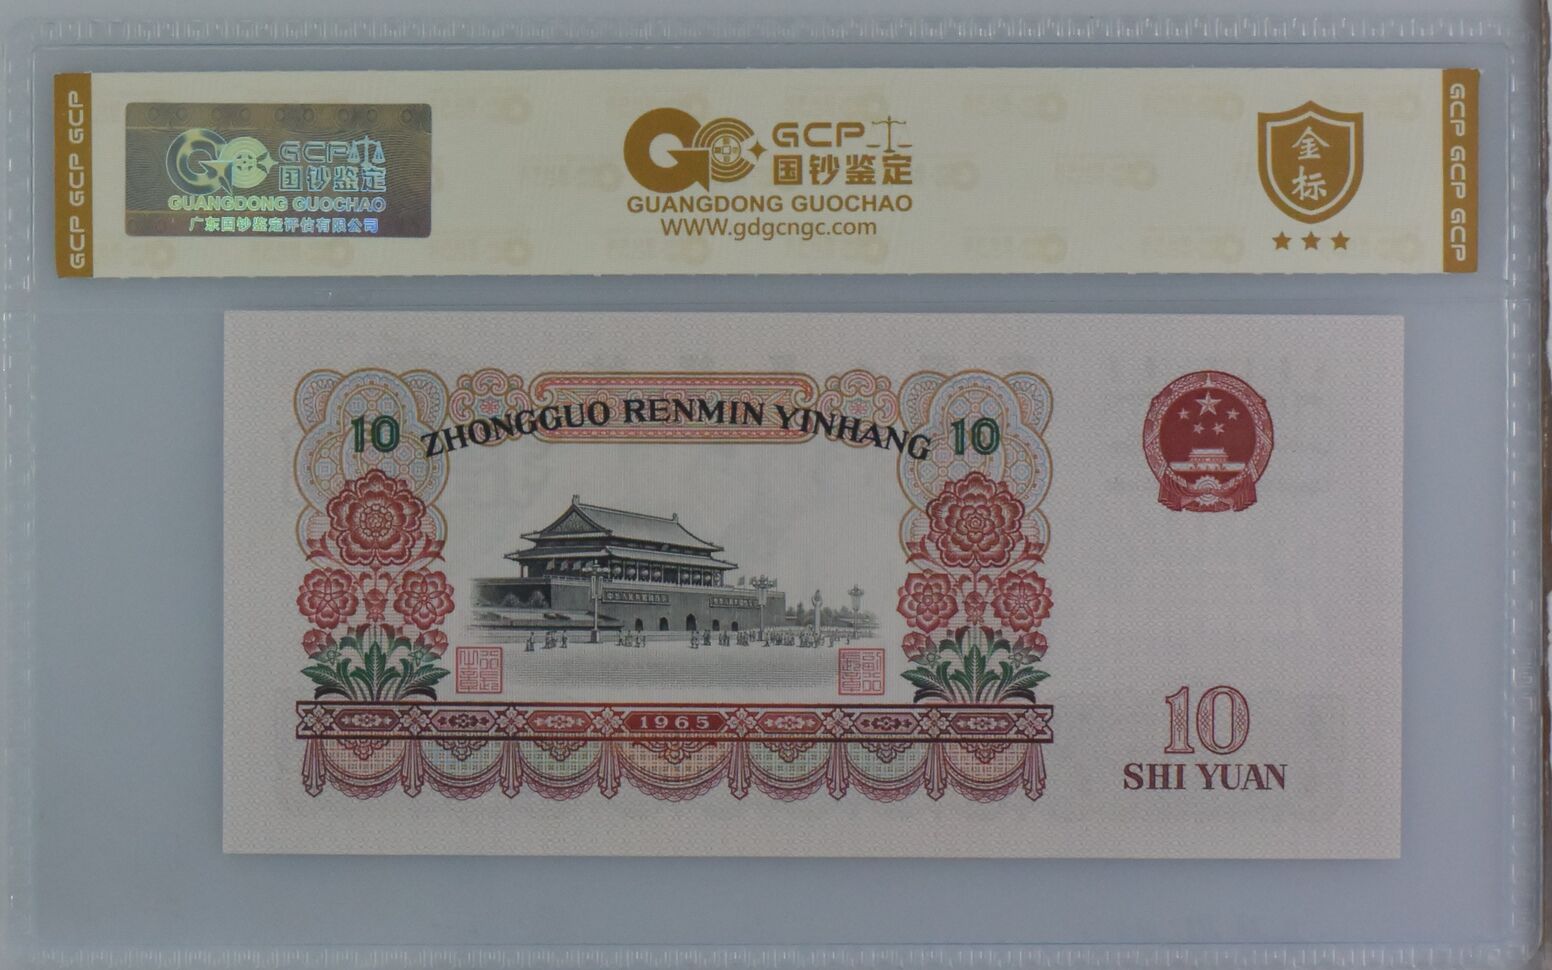 GCP GCP GCP
GCP
国钞鉴定
GUANGDONG GUOCHAO
广东国钞鉴定评估有限公司
GCP
国钞鉴定
GUANGDONG GUOCHAO
WWW.gdgcngc.com
金标
GCP GCP GCP
10 ZHONGGUO RENMIN YINHANG 10
1965
10
SHI YUAN